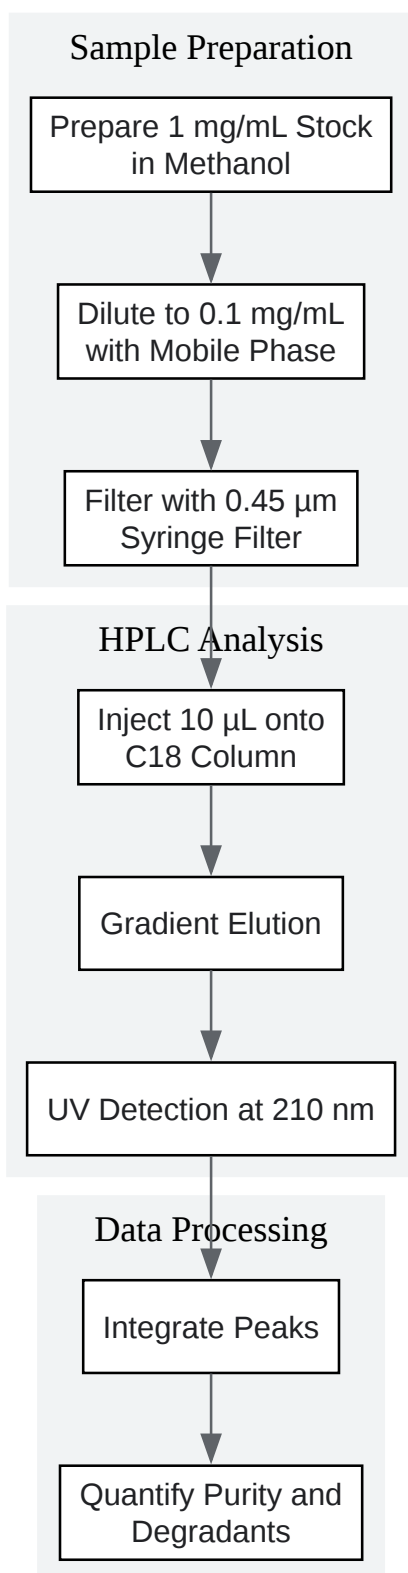 Sample Preparation
Prepare 1 mg/mL Stock
in Methanol
Dilute to 0.1 mg/mL
with Mobile Phase
Filter with 0.45 µm
Syringe Filter
HPLC Analysis
Inject 10 µL onto
C18 Column
Gradient Elution
UV Detection at 210 nm
Data Processing
Integrate Peaks
Quantify Purity and
Degradants